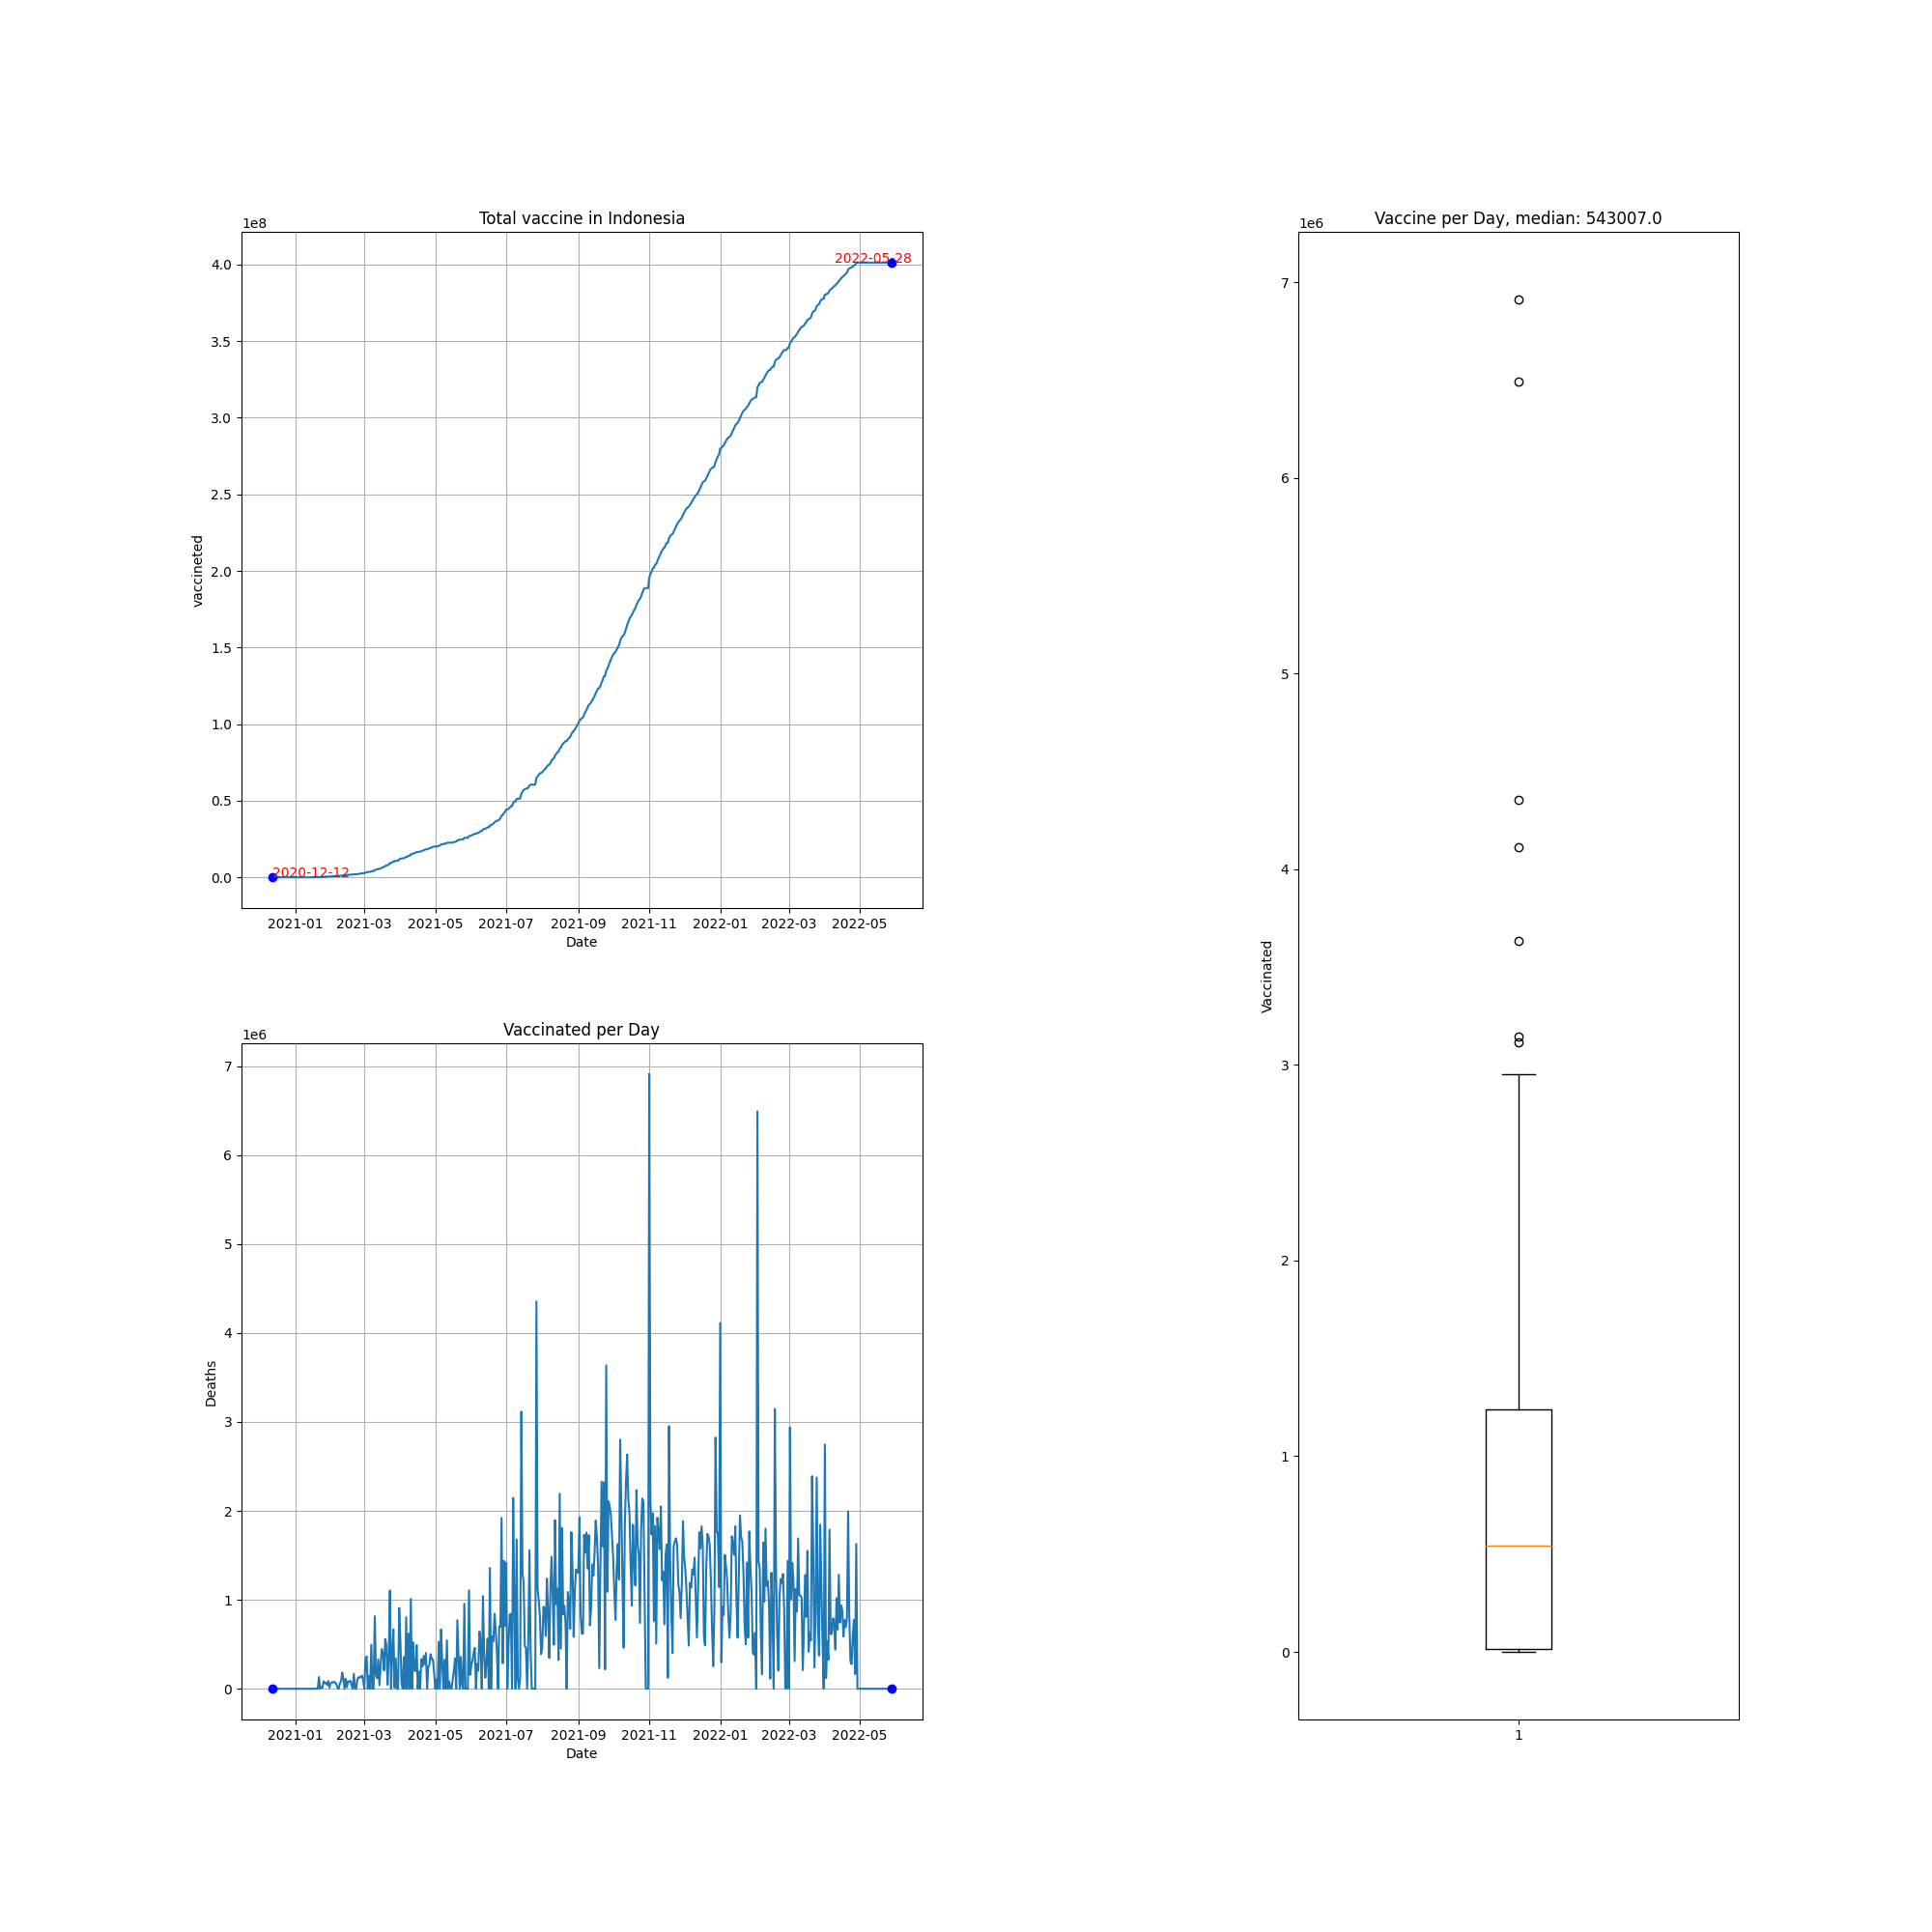 Total vaccine in Indonesia
1e8
4.0
3.5
3.0
2.5
2.0
1.5
1.0
0.5
0.0
vaccineted
2022-05-28
2020-12-12
2021-01 2021-03 2021-05 2021-07 2021-09 2021-11 2022-01 2022-03 2022-05
Date
Vaccinated per Day
1e6
7
6
5
4
3
2
1
0
Deaths
2021-01 2021-03 2021-05 2021-07 2021-09 2021-11 2022-01 2022-03 2022-05
Date
Vaccine per Day, median: 543007.0
1e6
7
6
5
4
3
2
1
0
Vaccinated
1